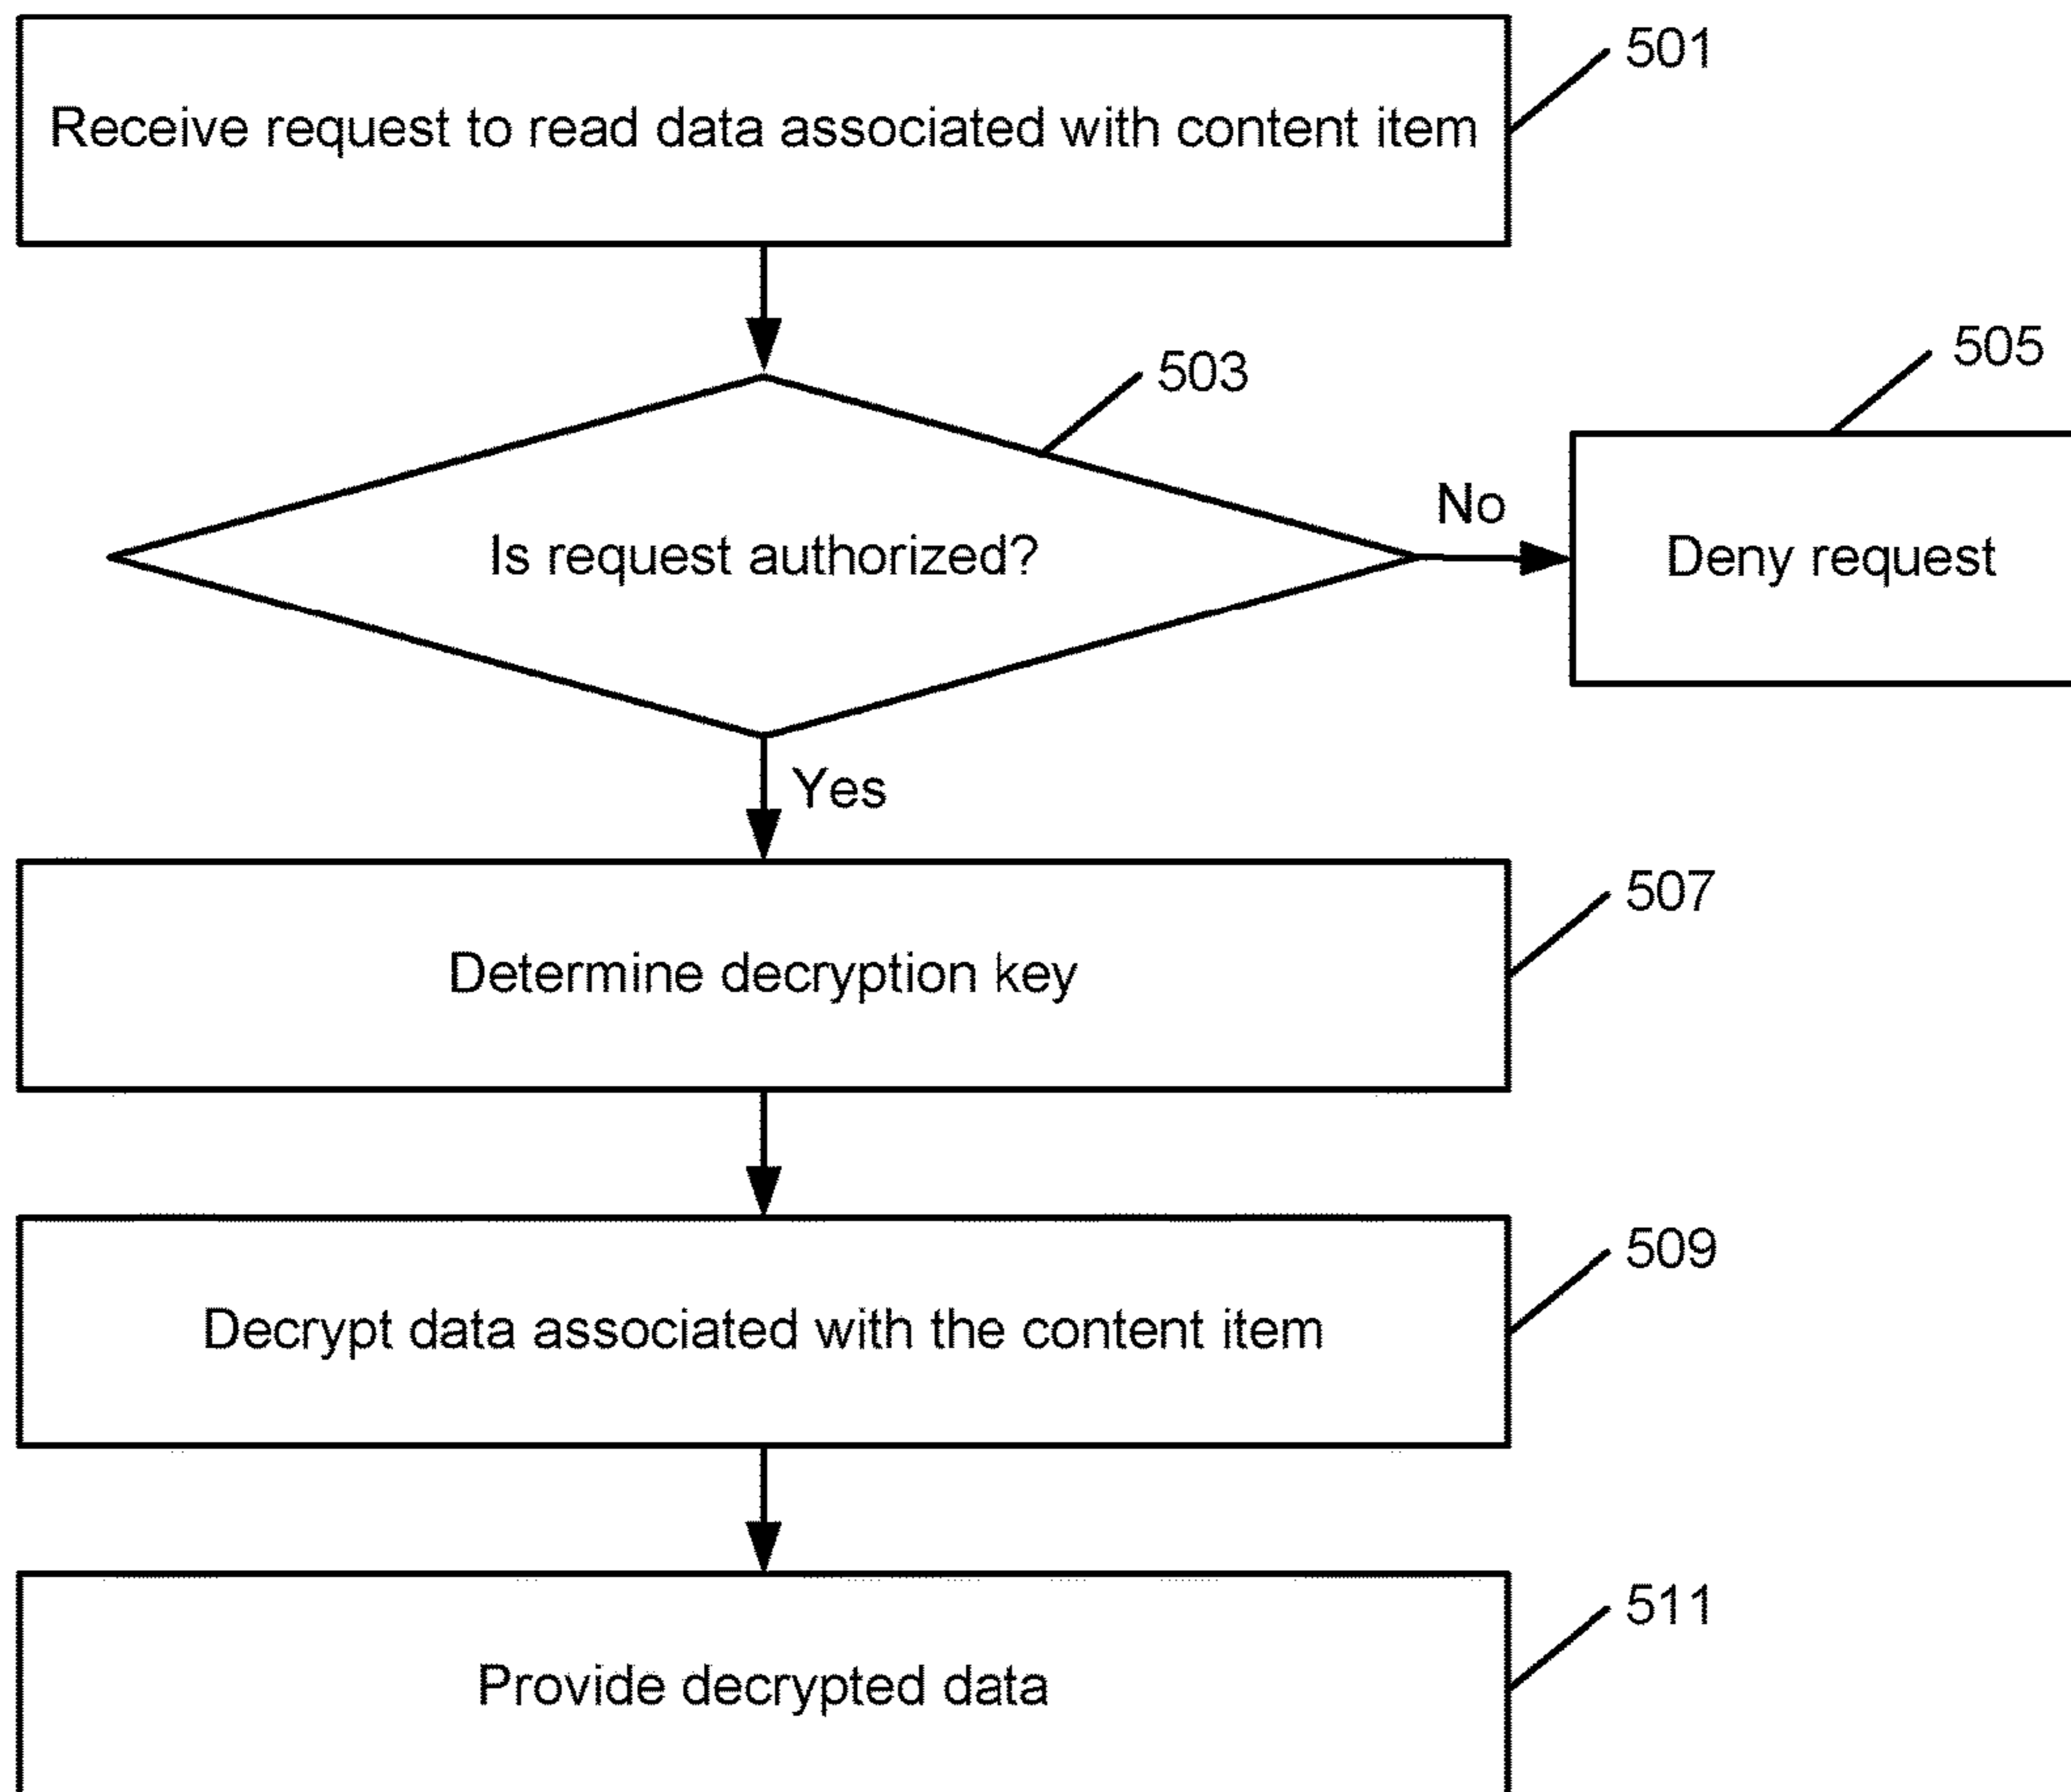 501
Receive request to read data associated with content item
503
505
Is request authorized?
No
Deny request
Yes
507
Determine decryption key
509
Decrypt data associated with the content item
511
Provide decrypted data